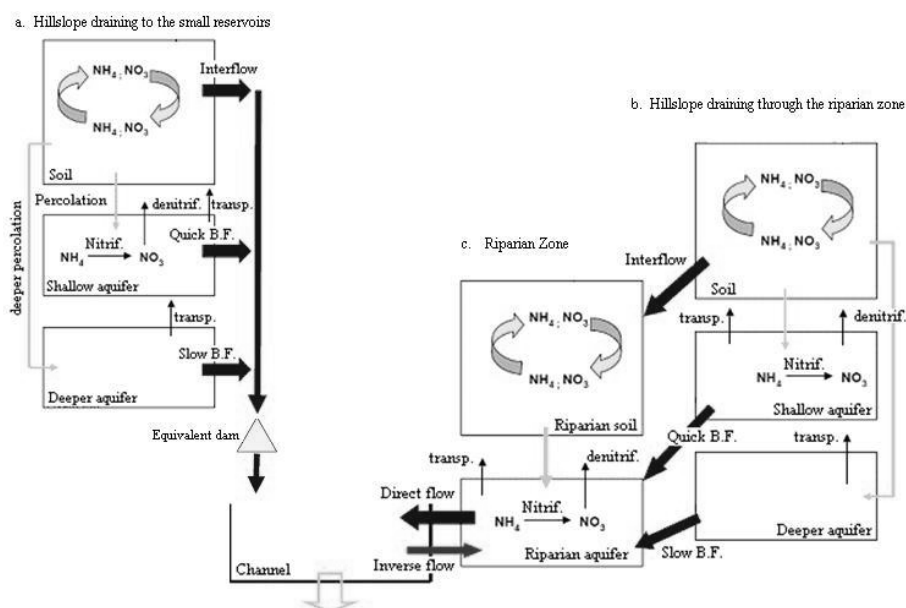 a. Hillslope draining to the small reservoirs
NH4 ; NO3
NH4 ; NO3
Soil
Interflow
deeper percolation
Percolation
denitrif.
transp.
Nitrif.
NH4
NO3
Quick B.F.
Shallow aquifer
transp.
Slow B.F.
Deeper aquifer
Equivalent dam
Channel
b. Hillslope draining through the riparian zone
NH4 ; NO3
NH4 ; NO3
Soil
Interflow
transp.
denitrif.
Nitrif.
NH4
NO3
Shallow aquifer
Quick B.F.
transp.
Deeper aquifer
Slow B.F.
c. Riparian Zone
NH4 ; NO3
NH4 ; NO3
Riparian soil
transp.
denitrif.
Nitrif.
NH4
NO3
Riparian aquifer
Direct flow
Inverse flow